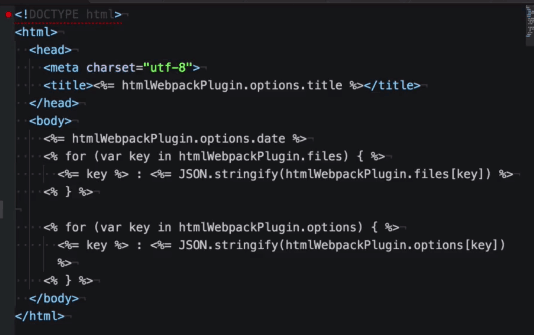 <!DOCTYPE html>
<html>
<head>
<meta charset="utf-8">
<title><%= htmlWebpackPlugin.options.title %></title>
</head>
<body>
<%= htmlWebpackPlugin.options.date %>
<% for (var key in htmlWebpackPlugin.files) { %>
<%= key %> : <%= JSON.stringify(htmlWebpackPlugin.files[key]) %>
<% } %>
<% for (var key in htmlWebpackPlugin.options) { %>
<%= key %> : <%= JSON.stringify(htmlWebpackPlugin.options[key])
%>
<% } %>
</body>
</html>